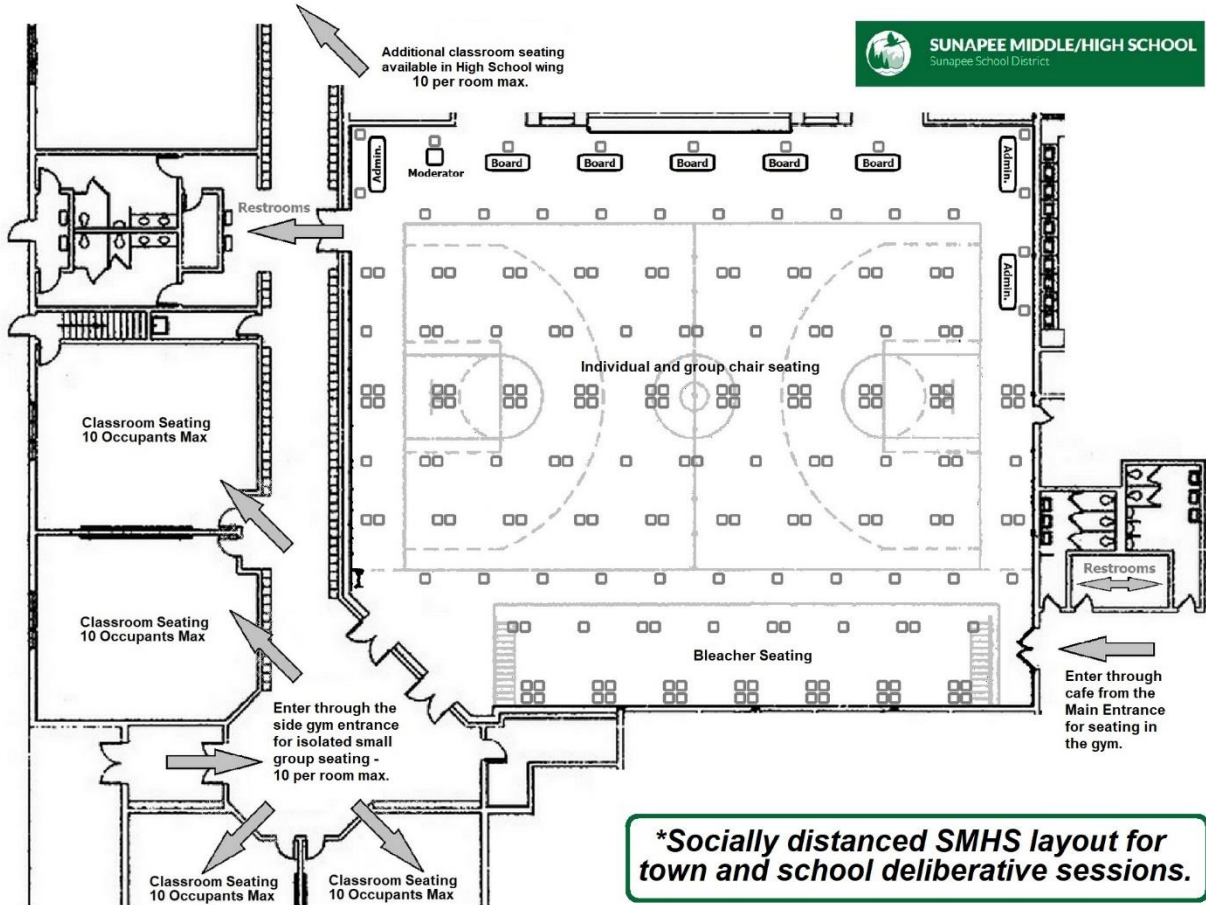 Additional classroom seating
available in High School wing
10 per room max.
SUNAPEE MIDDLE/HIGH SCHOOL
Sunapee School District
Admin.
Moderator
Board
Board
Board
Board
Board
Admin.
Restrooms
Admin.
Individual and group chair seating
Classroom Seating
10 Occupants Max
Restrooms
Classroom Seating
10 Occupants Max
Bleacher Seating
Enter through
cafe from the
Main Entrance
for seating in
the gym.
Enter through the
side gym entrance
for isolated small
group seating -
10 per room max.
*Socially distanced SMHS layout for
town and school deliberative sessions.
Classroom Seating
10 Occupants Max
Classroom Seating
10 Occupants Max